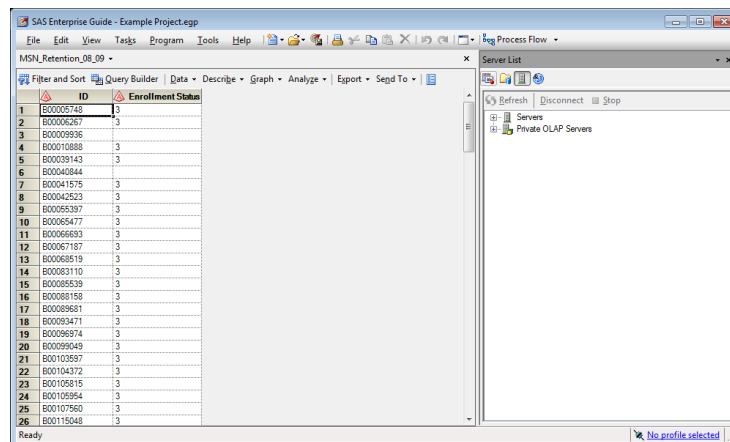 SAS Enterprise Guide - Example Project.egp
File Edit View Tasks Program Tools Help Process Flow
MSN_Retention_08_09 x Server List x
Filter and Sort Query Builder Data Describe Graph Analyze Export Send To
ID Enrollment Status
Refresh Disconnect Stop
Servers
Private OLAP Servers
1 B00005748 3
2 B00006267 3
3 B00009936
4 B00010888 3
5 B00039143 3
6 B00040844
7 B00041575 3
8 B00042523 3
9 B00055397 3
10 B00065477 3
11 B00066693 3
12 B00067187 3
13 B00068519 3
14 B00083110 3
15 B00085539 3
16 B00088158 3
17 B00089681 3
18 B00093471 3
19 B00096974 3
20 B00099049 3
21 B00103597 3
22 B00104372 3
23 B00105815 3
24 B00105954 3
25 B00107560 3
26 B00115048 3
Ready No profile selected